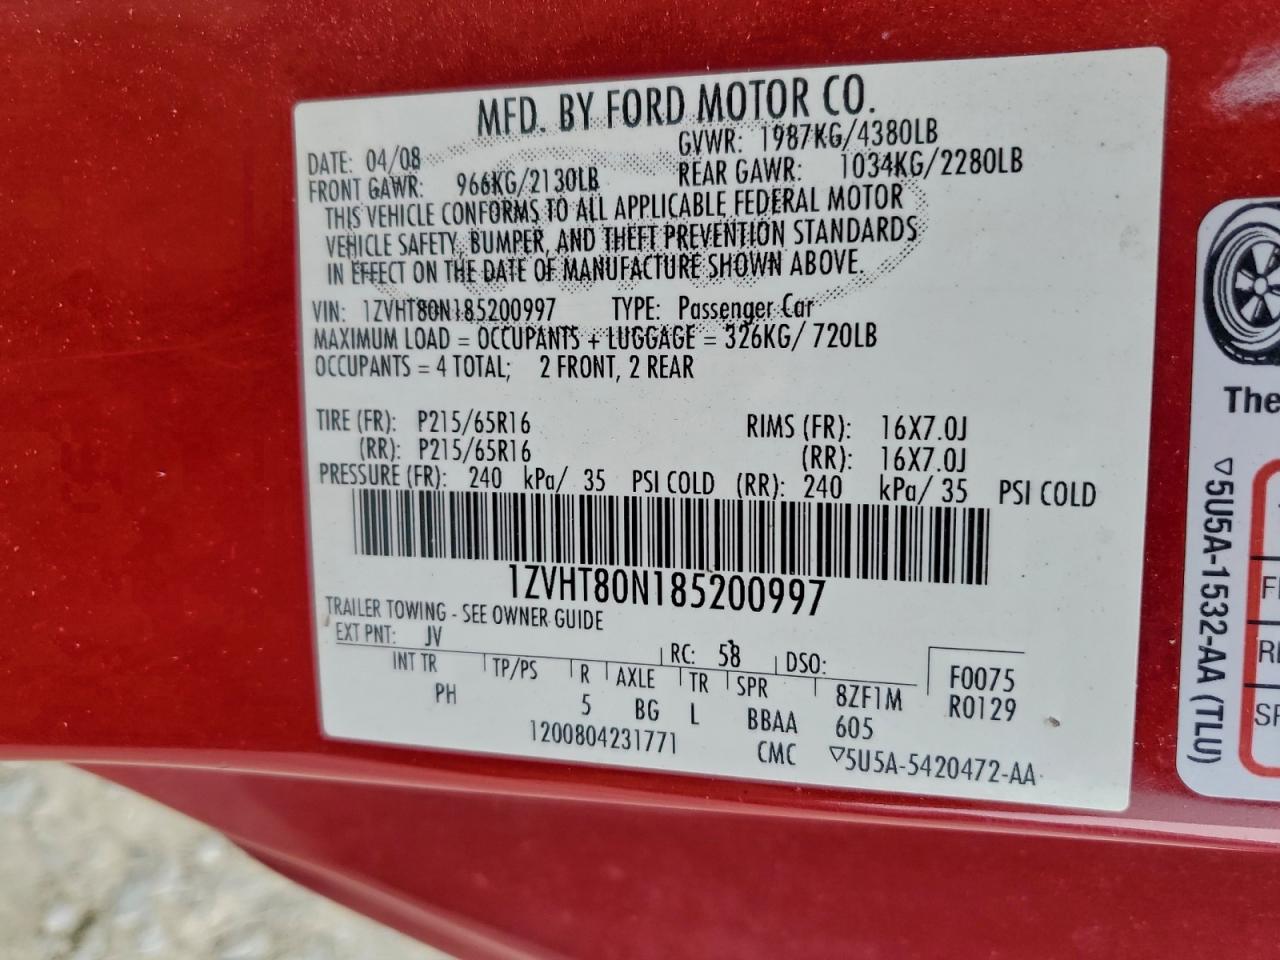 MFD. BY FORD MOTOR CO.
DATE: 04/08 GVWR: 1987KG/4380LB
FRONT GAWR: 966KG/2130LB REAR GAWR: 1034KG/2280LB
THIS VEHICLE CONFORMS TO ALL APPLICABLE FEDERAL MOTOR
VEHICLE SAFETY, BUMPER, AND THEFT PREVENTION STANDARDS
IN EFFECT ON THE DATE OF MANUFACTURE SHOWN ABOVE.
VIN: 1ZVHT80N185200997 TYPE: Passenger Car
MAXIMUM LOAD = OCCUPANTS + LUGGAGE = 326KG/ 720LB
OCCUPANTS = 4 TOTAL; 2 FRONT, 2 REAR
TIRE (FR): P215/65R16 RIMS (FR): 16X7.0J
(RR): P215/65R16 (RR): 16X7.0J
PRESSURE (FR): 240 kPa/ 35 PSI COLD (RR): 240 kPa/ 35 PSI COLD
1ZVHT80N185200997
TRAILER TOWING - SEE OWNER GUIDE
EXT PNT: JV RC: 58 DSO: F0075
INT TR TP/PS R AXLE TR SPR 8ZF1M R0129
PH 5 BG L BBAA 605
1200804231771 CMC ▽5U5A-5420472-AA
The
▽5U5A-1532-AA (TLU)